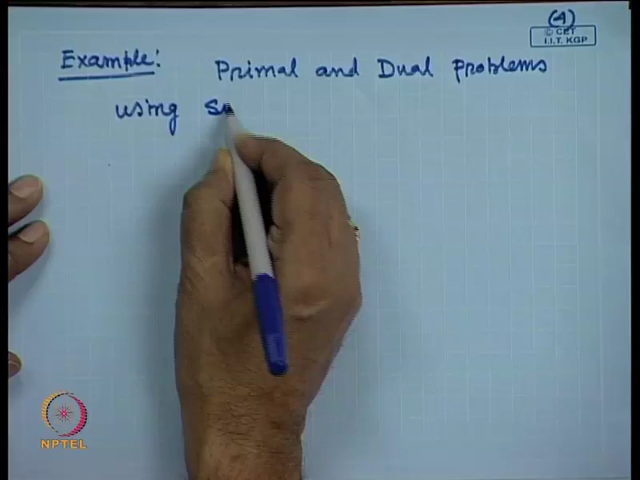 (4)
© CET
I.I.T. KGP
Example: Primal and Dual Problems
using
NPTEL